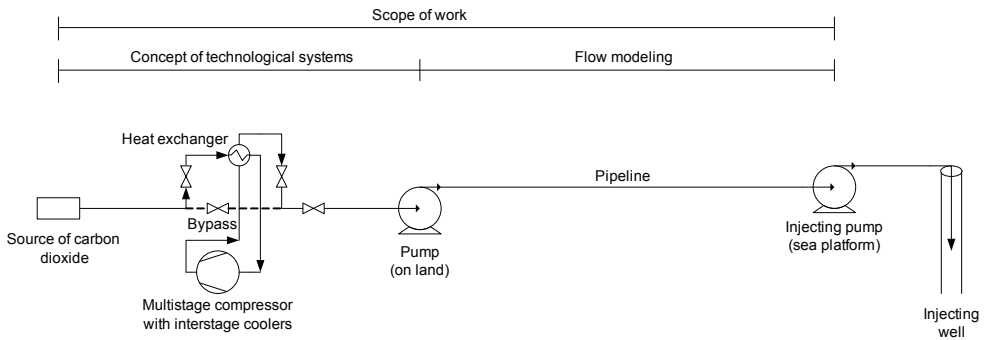 Scope of work
Concept of technological systems
Flow modeling
Heat exchanger
Pipeline
Bypass
Source of carbon
dioxide
Pump
(on land)
Injecting pump
(sea platform)
Multistage compressor
with interstage coolers
Injecting
well